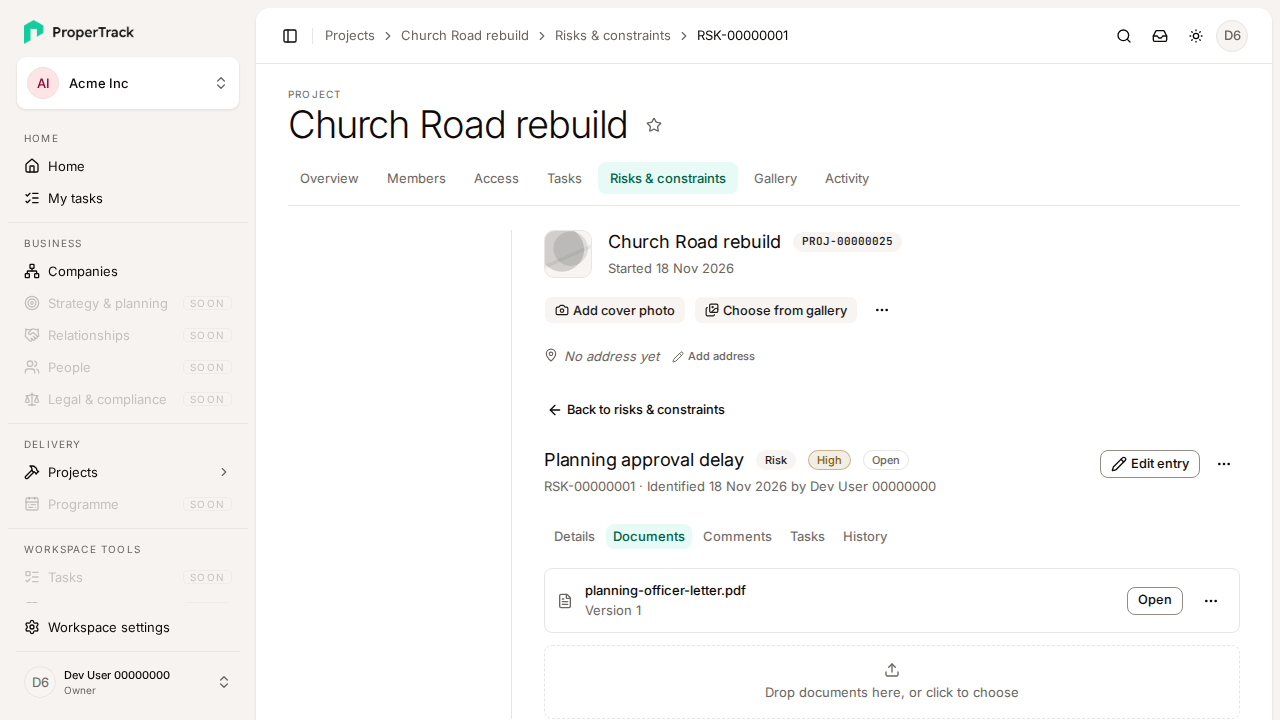 ProperTrack
AI
Acme Inc
HOME
Home
My tasks
BUSINESS
Companies
Strategy & planning SOON
Relationships SOON
People SOON
Legal & compliance SOON
DELIVERY
Projects
Programme SOON
WORKSPACE TOOLS
Tasks SOON
Workspace settings
D6
Dev User 00000000
Owner
Projects
Church Road rebuild
Risks & constraints
RSK-00000001
D6
PROJECT
Church Road rebuild
Overview
Members
Access
Tasks
Risks & constraints
Gallery
Activity
Church Road rebuild PROJ-00000025
Started 18 Nov 2026
Add cover photo
Choose from gallery
No address yet
Add address
Back to risks & constraints
Planning approval delay Risk High Open
Edit entry
RSK-00000001 · Identified 18 Nov 2026 by Dev User 00000000
Details
Documents
Comments
Tasks
History
planning-officer-letter.pdf
Version 1
Open
Drop documents here, or click to choose